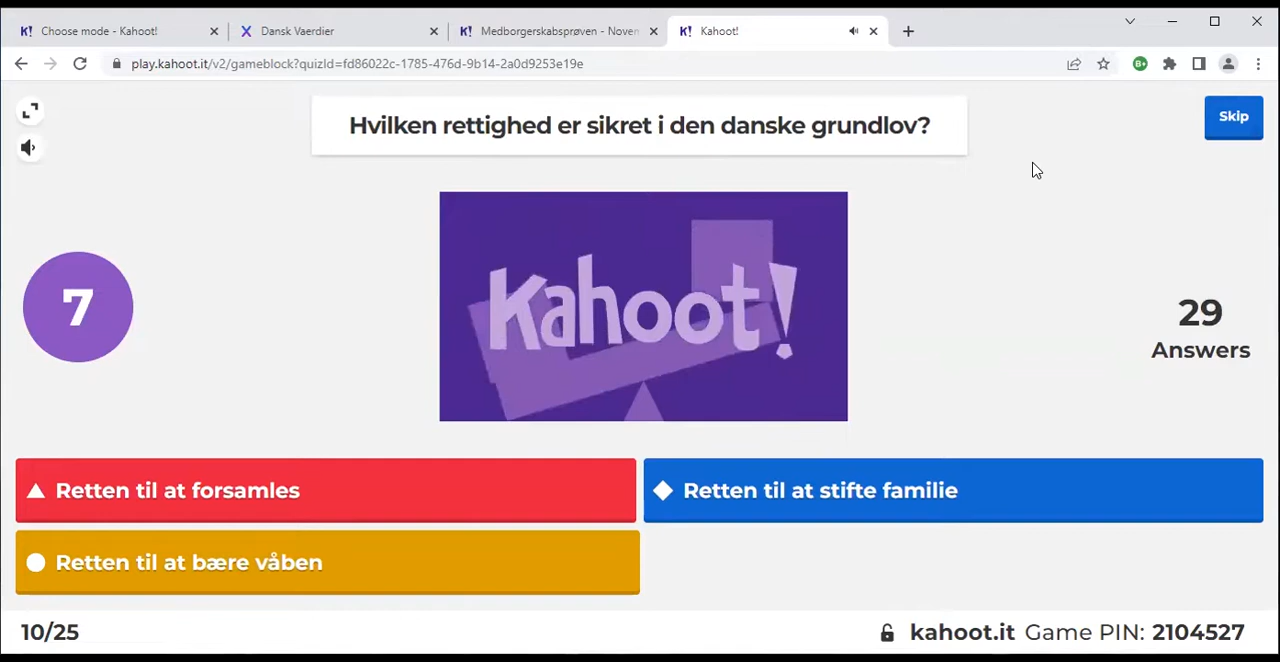 Choose mode - Kahoot!
Dansk Vaerdier
Medborgerskabsprøven - Noven
Kahoot!
play.kahoot.it/v2/gameblock?quizId=fd86022c-1785-476d-9b14-2a0d9253e19e
Hvilken rettighed er sikret i den danske grundlov?
Skip
7
Kahoot!
29
Answers
Retten til at forsamles
Retten til at stifte familie
Retten til at bære våben
10/25
kahoot.it Game PIN: 2104527